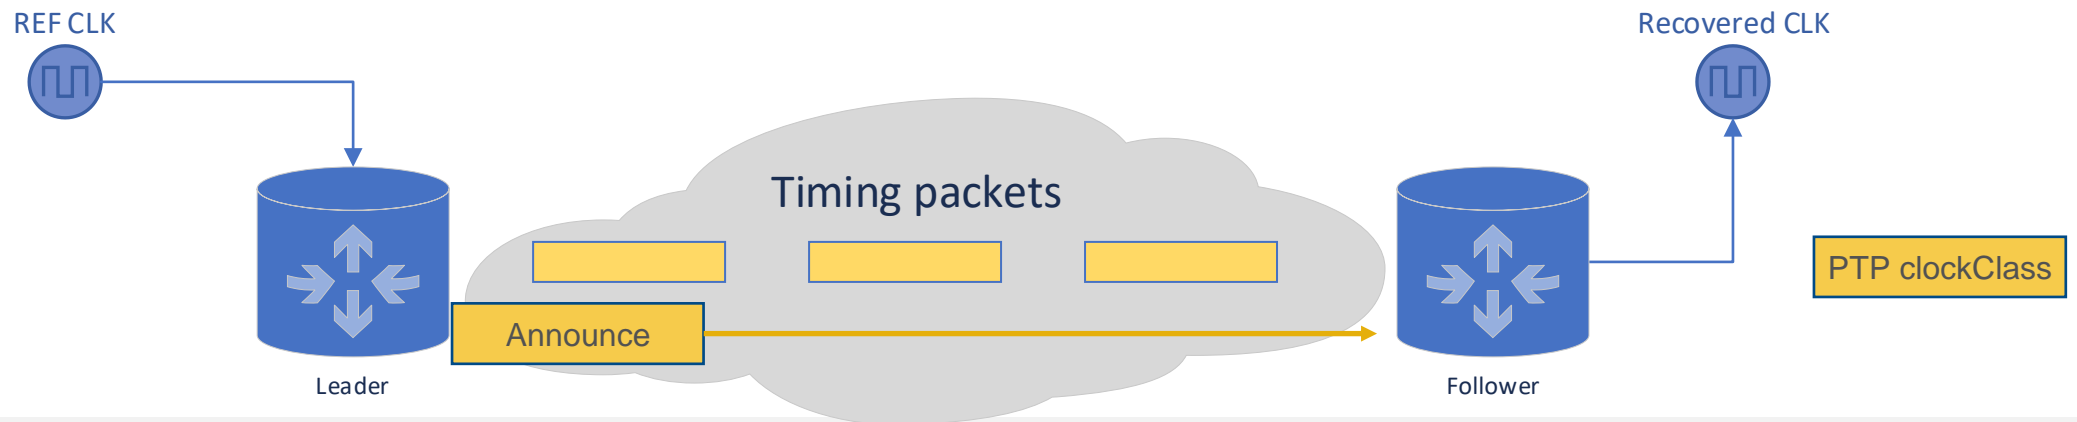 REF CLK
Recovered CLK
Timing packets
PTP clockClass
Announce
Leader
Follower